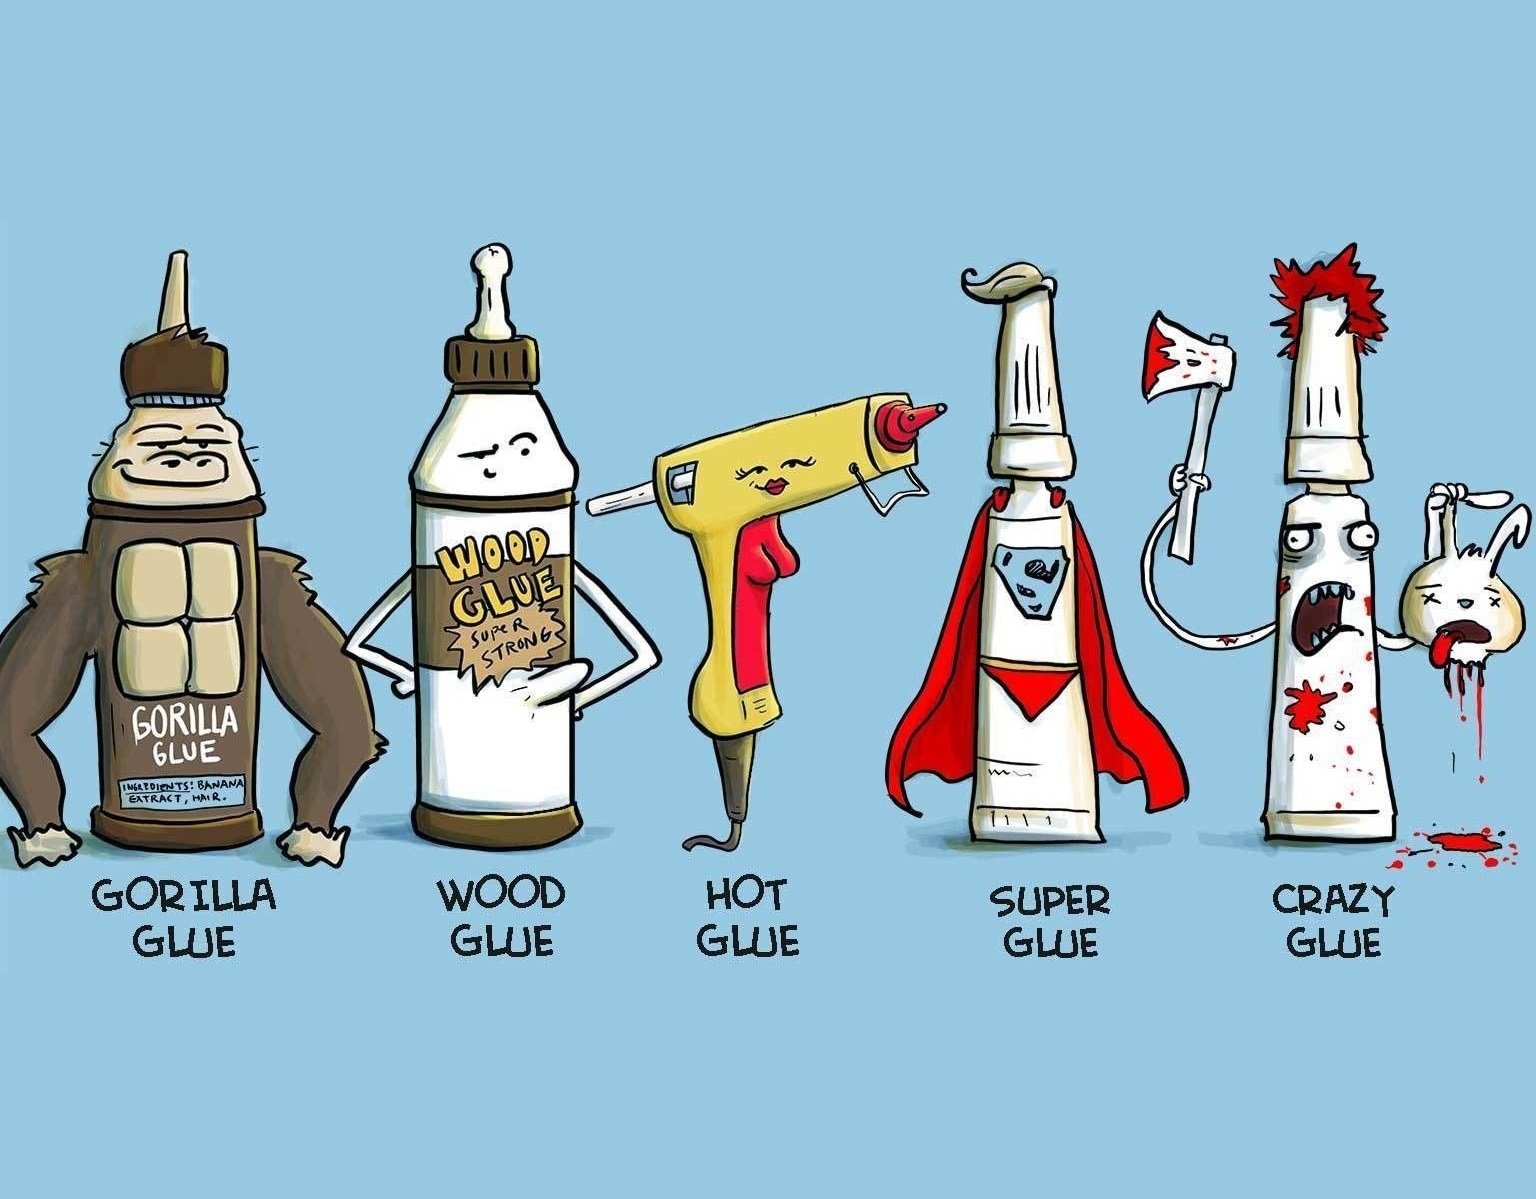 WOOD
GLUE
SUPER
STRONG
GORILLA
GLUE
INGREDIENTS: BANANA
EXTRACT, HAIR.
GORILLA
GLUE
WOOD
GLUE
HOT
GLUE
SUPER
GLUE
CRAZY
GLUE